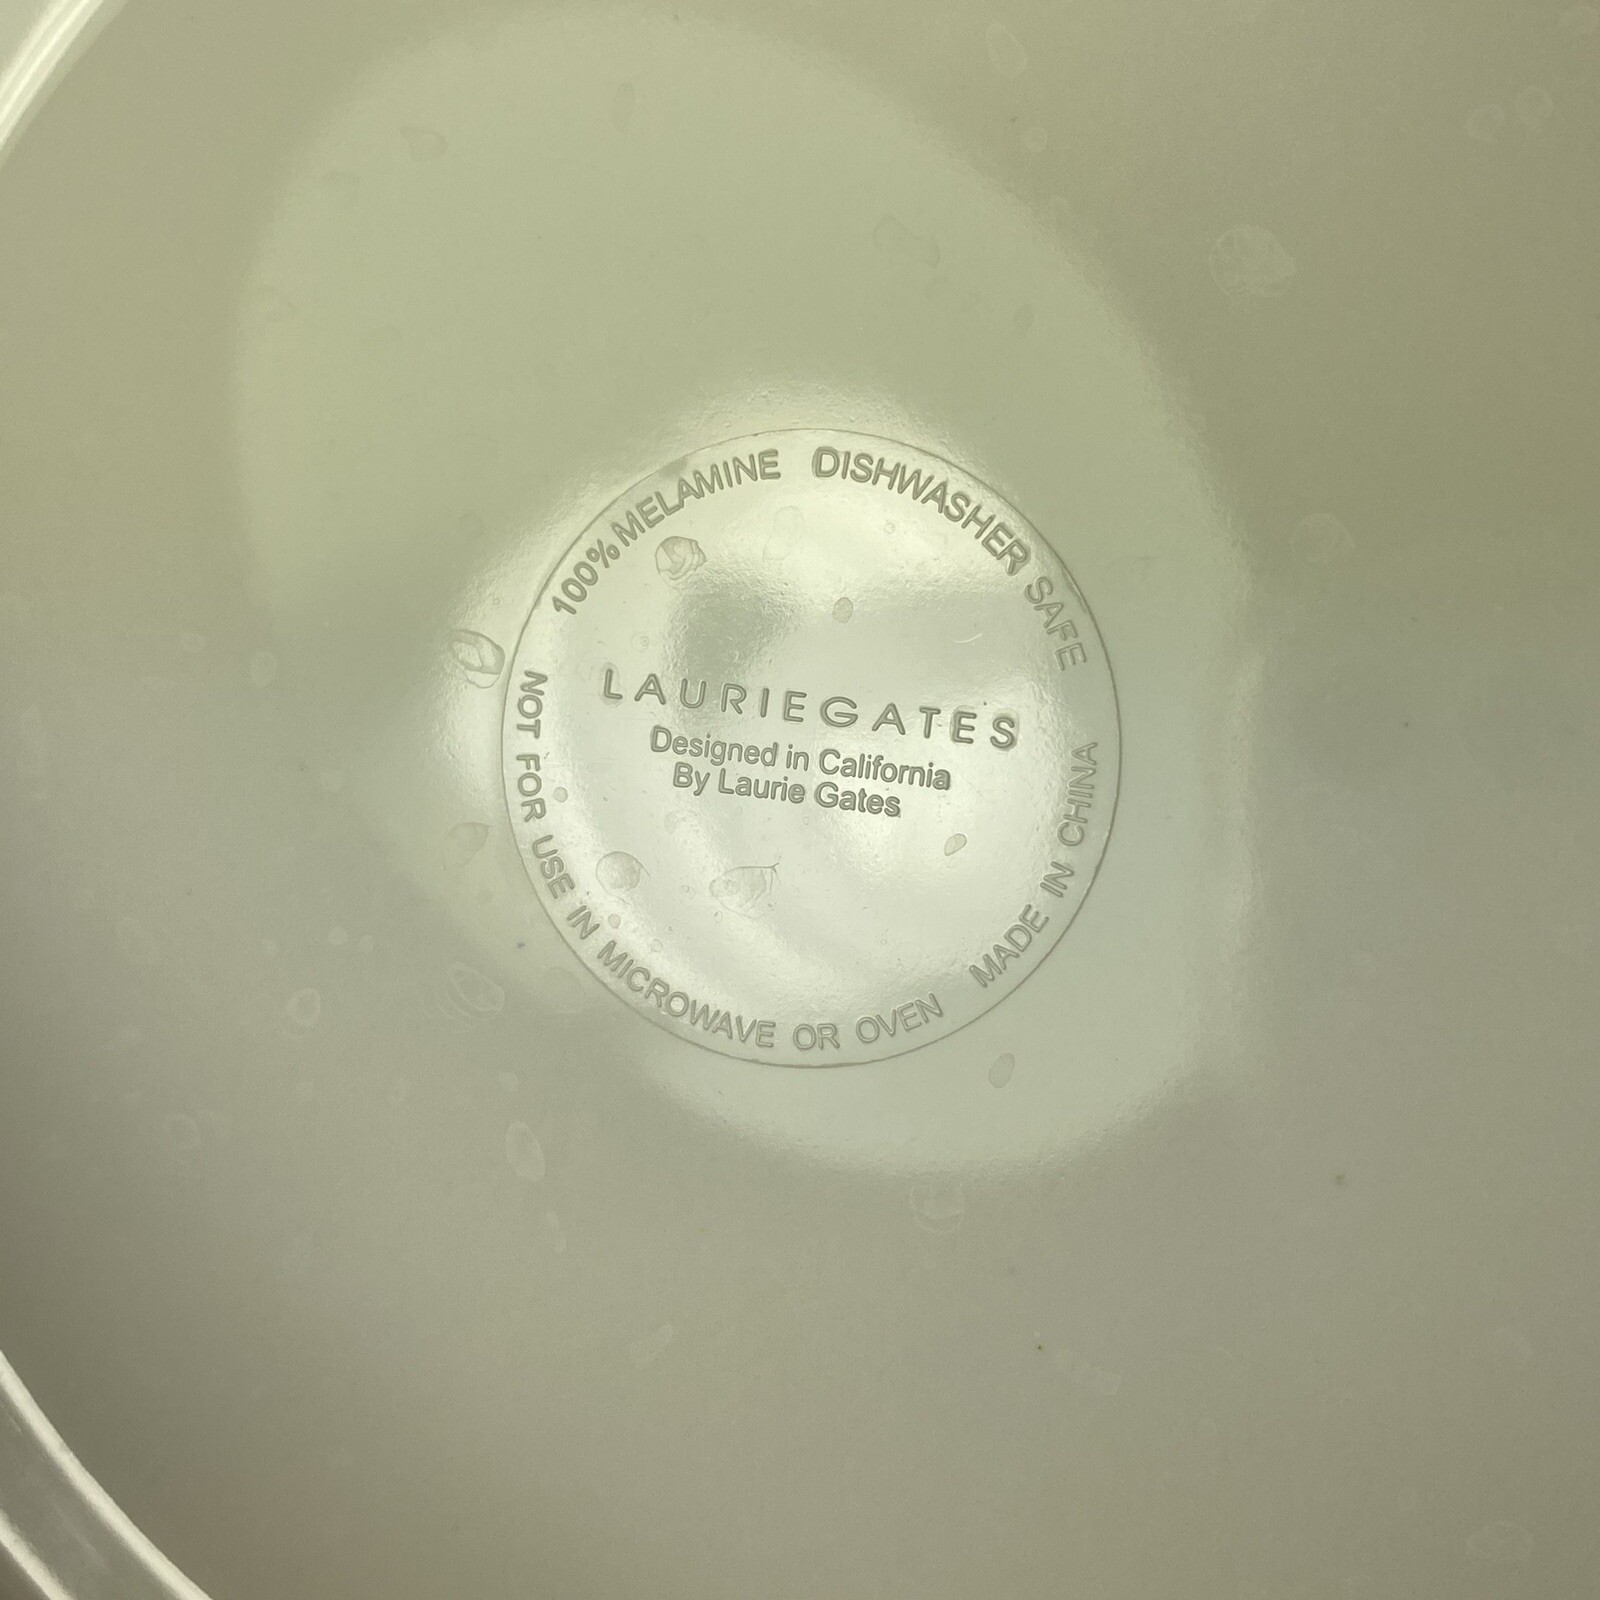 100% MELAMINE DISHWASHER SAFE
LAURIEGATES
Designed in California
By Laurie Gates
NOT FOR USE IN MICROWAVE OR OVEN MADE IN CHINA